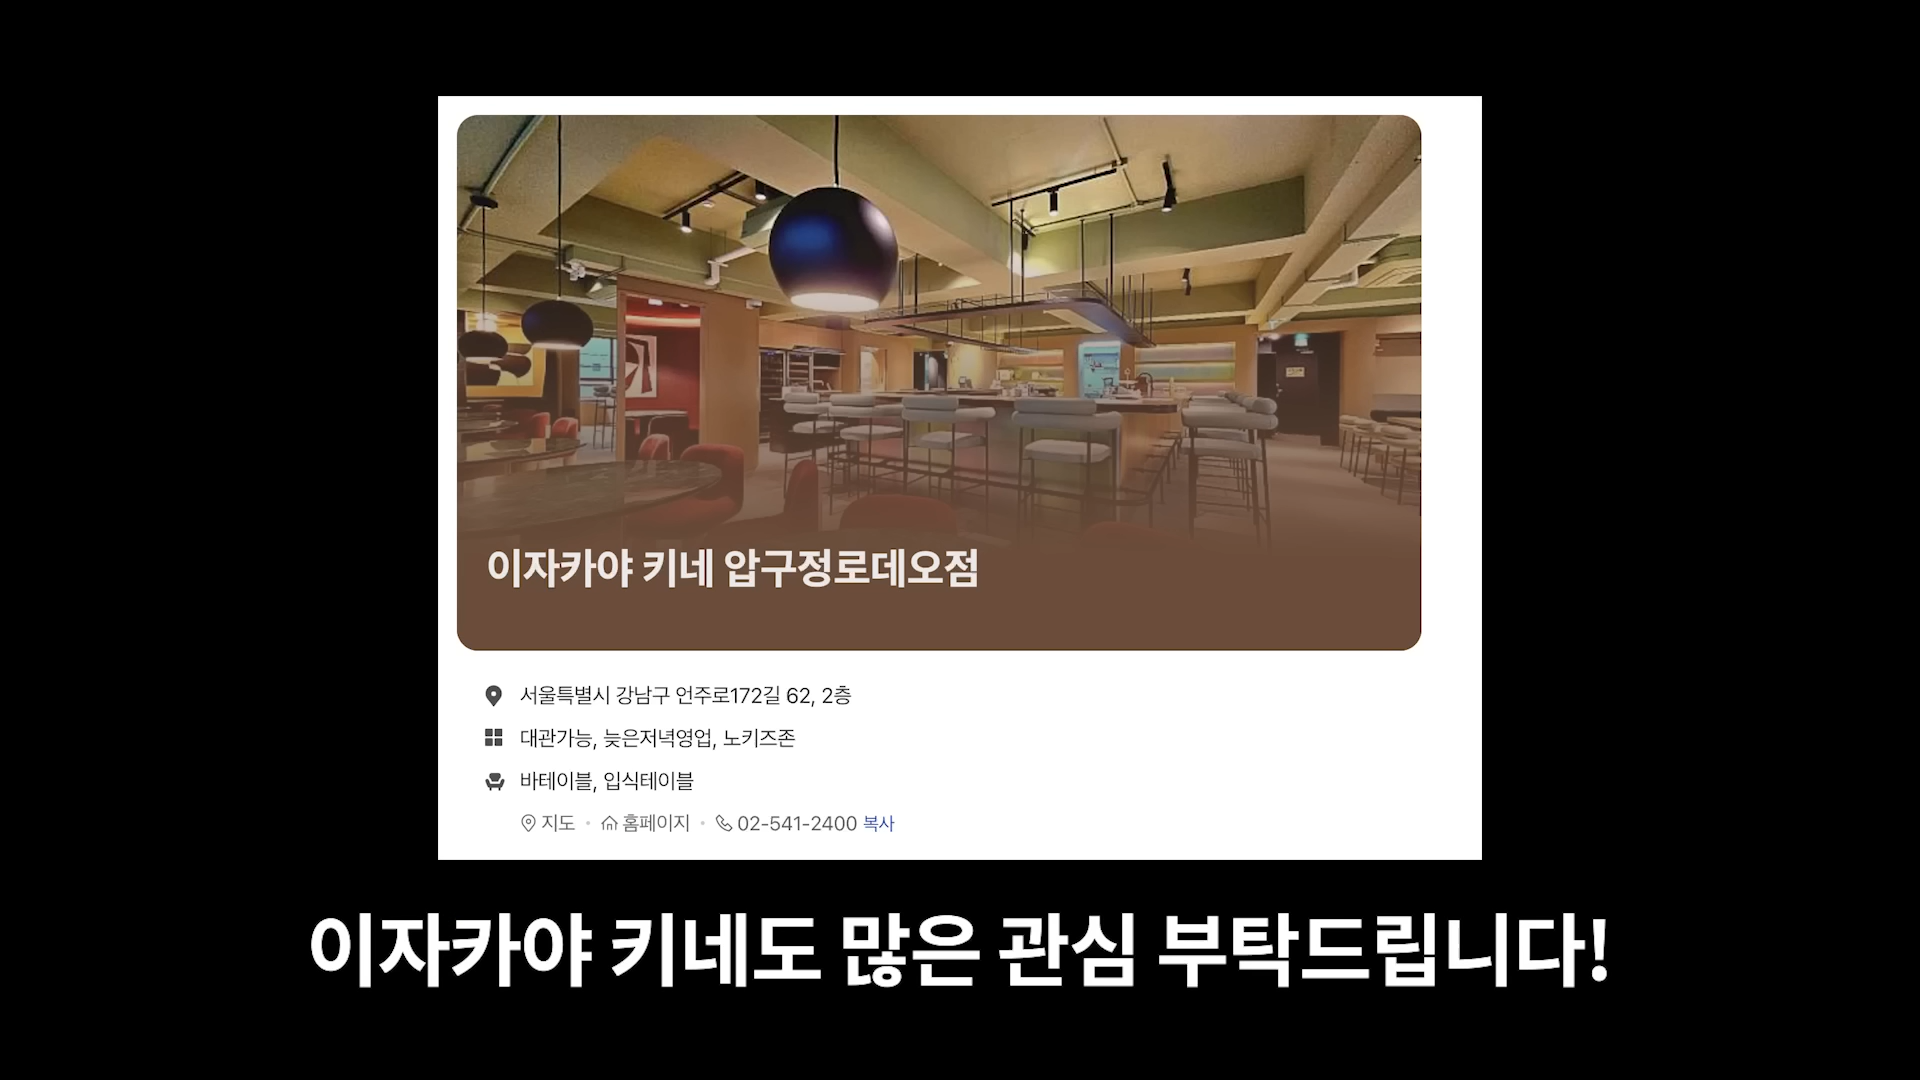 이자카야 키네 압구정로데오점
서울특별시 강남구 언주로172길 62, 2층
대관가능, 늦은저녁영업, 노키즈존
바테이블, 입식테이블
지도 • 홈페이지 • 02-541-2400 복사
이자카야 키네도 많은 관심 부탁드립니다!